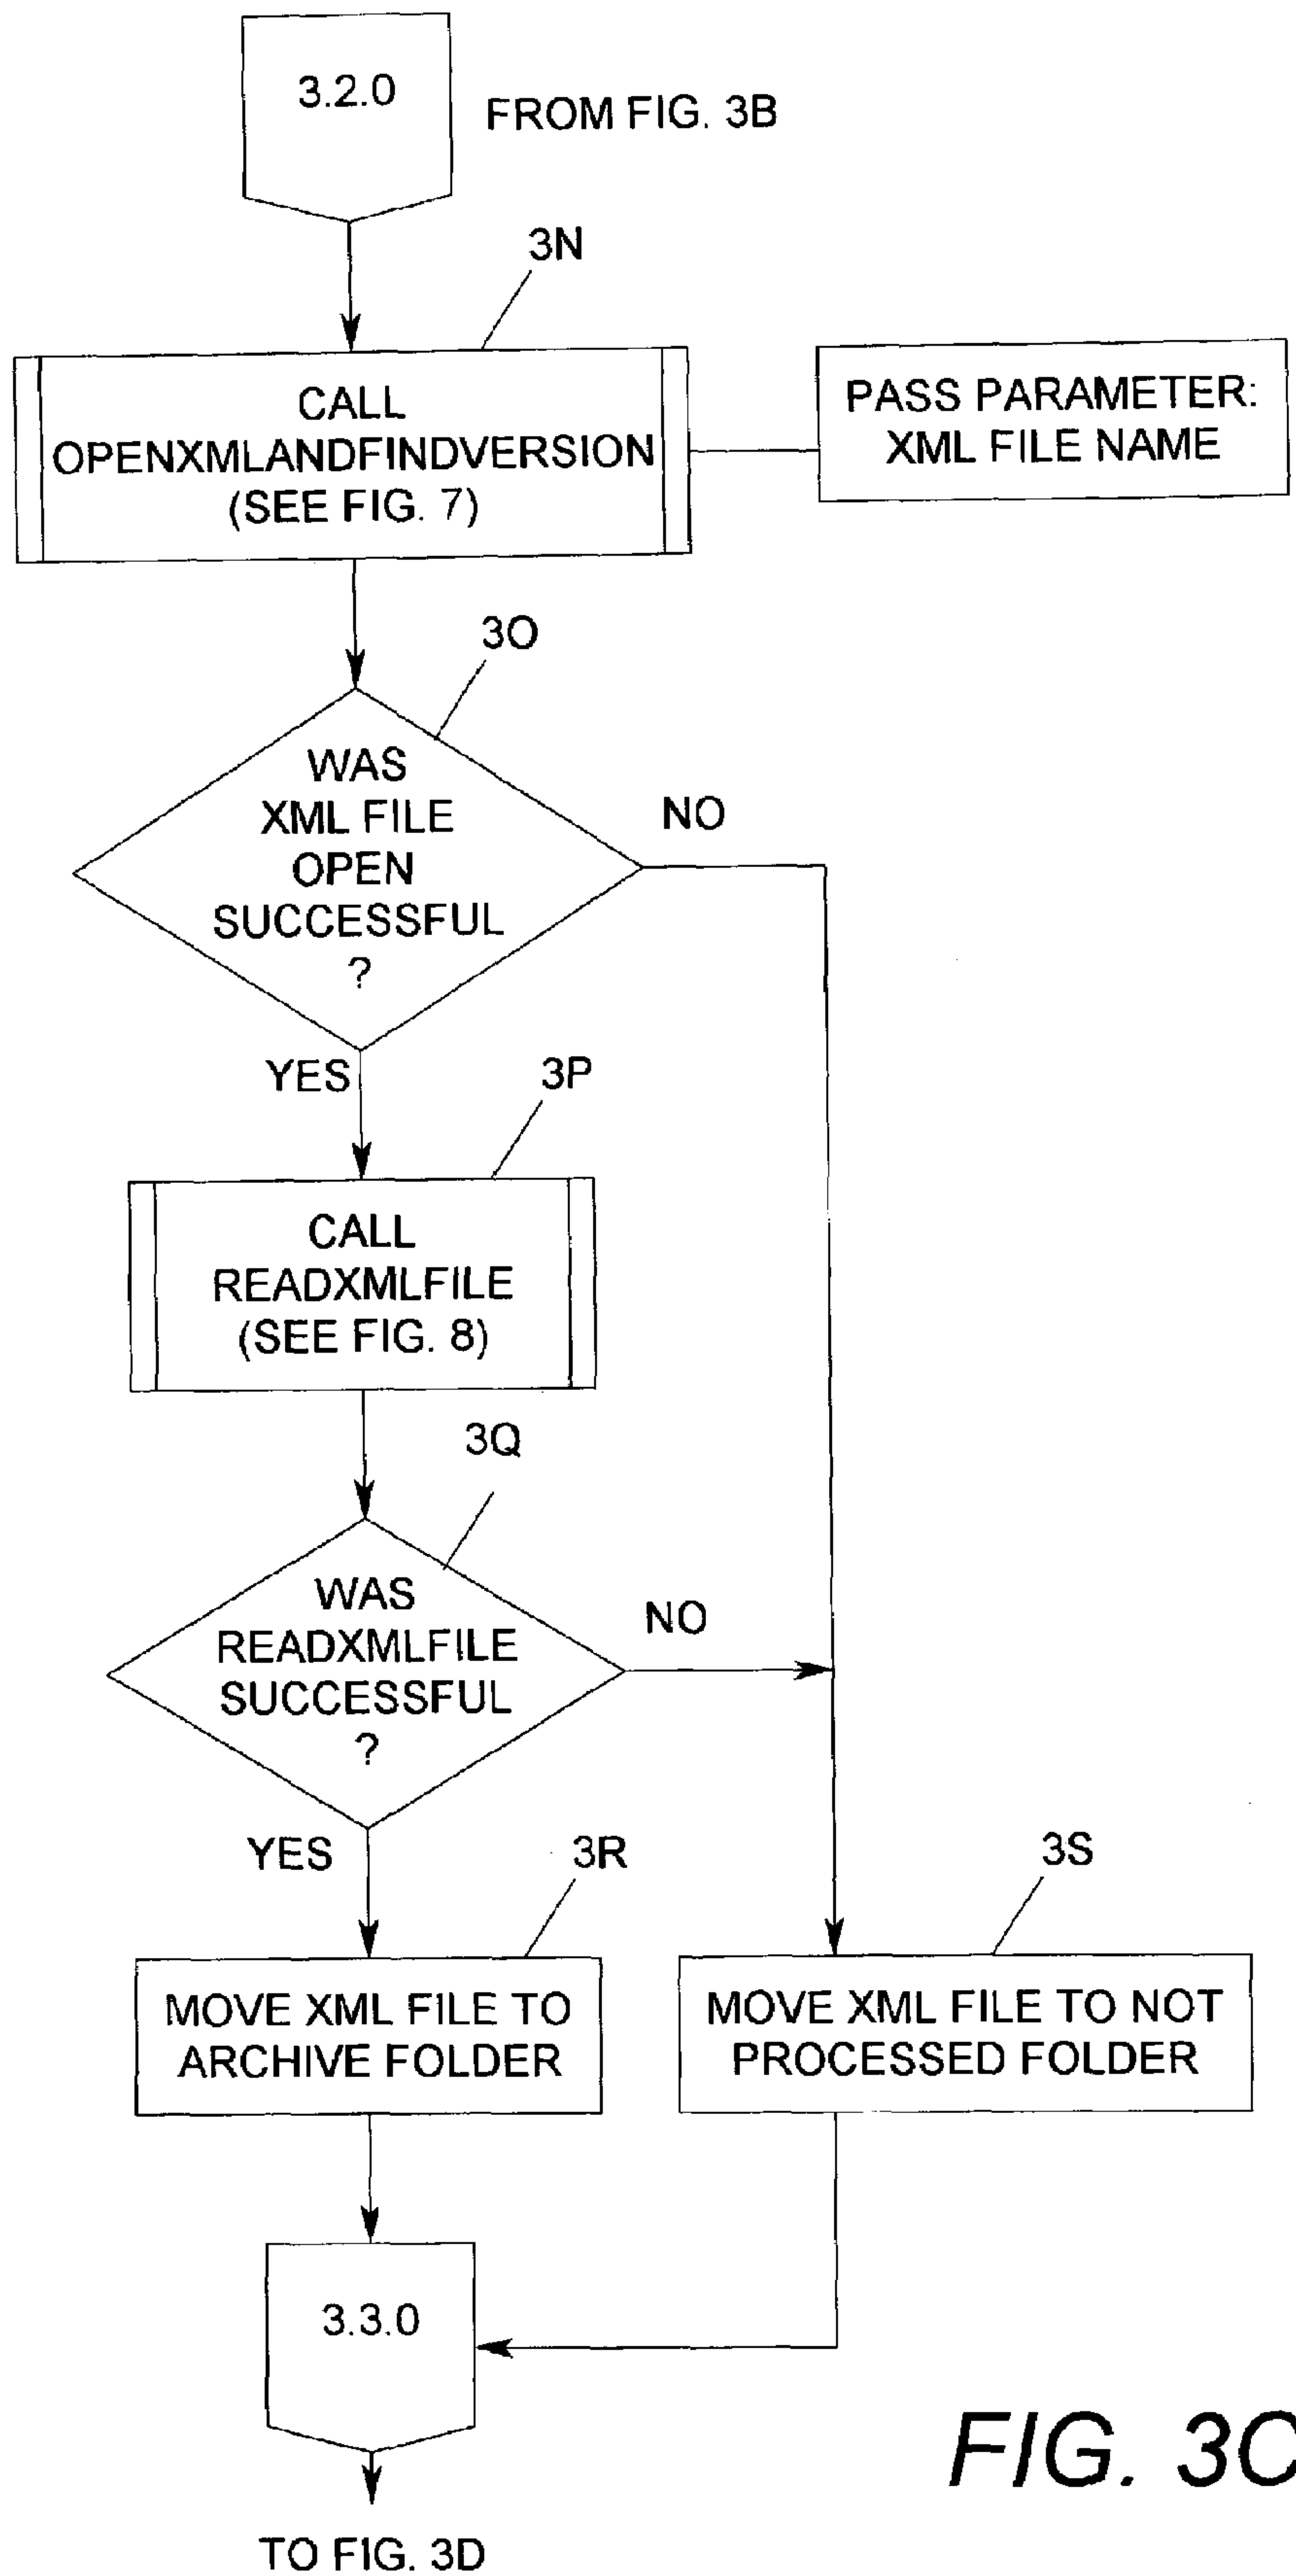 3.2.0
FROM FIG. 3B
3N
CALL
OPENXMLANDFINDVERSION
(SEE FIG. 7)
PASS PARAMETER:
XML FILE NAME
3O
WAS
XML FILE
OPEN
SUCCESSFUL
?
NO
YES
3P
CALL
READXMLFILE
(SEE FIG. 8)
3Q
WAS
READXMLFILE
SUCCESSFUL
?
NO
YES
3R
3S
MOVE XML FILE TO
ARCHIVE FOLDER
MOVE XML FILE TO NOT
PROCESSED FOLDER
3.3.0
FIG. 3C
TO FIG. 3D